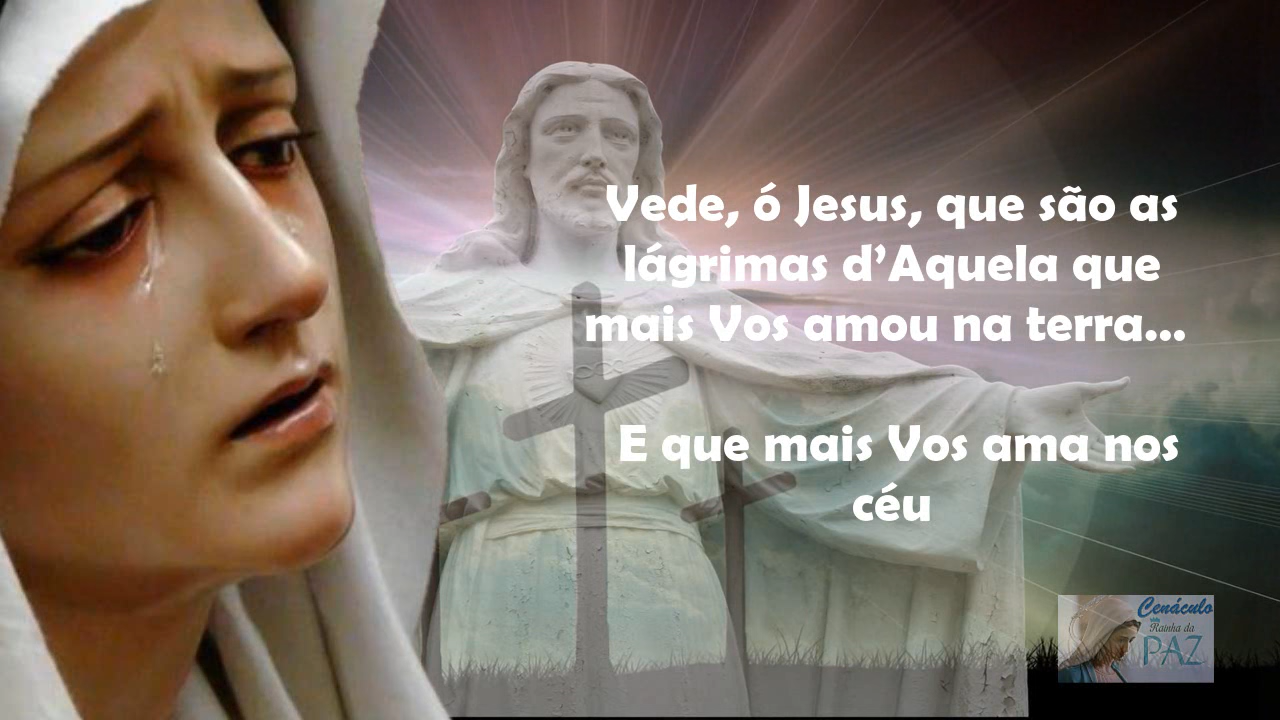 Vede, ó Jesus, que são as
lágrimas d’Aquela que
mais Vos amou na terra...
E que mais Vos ama nos
céu
Cenáculo
Rainha da
PAZ